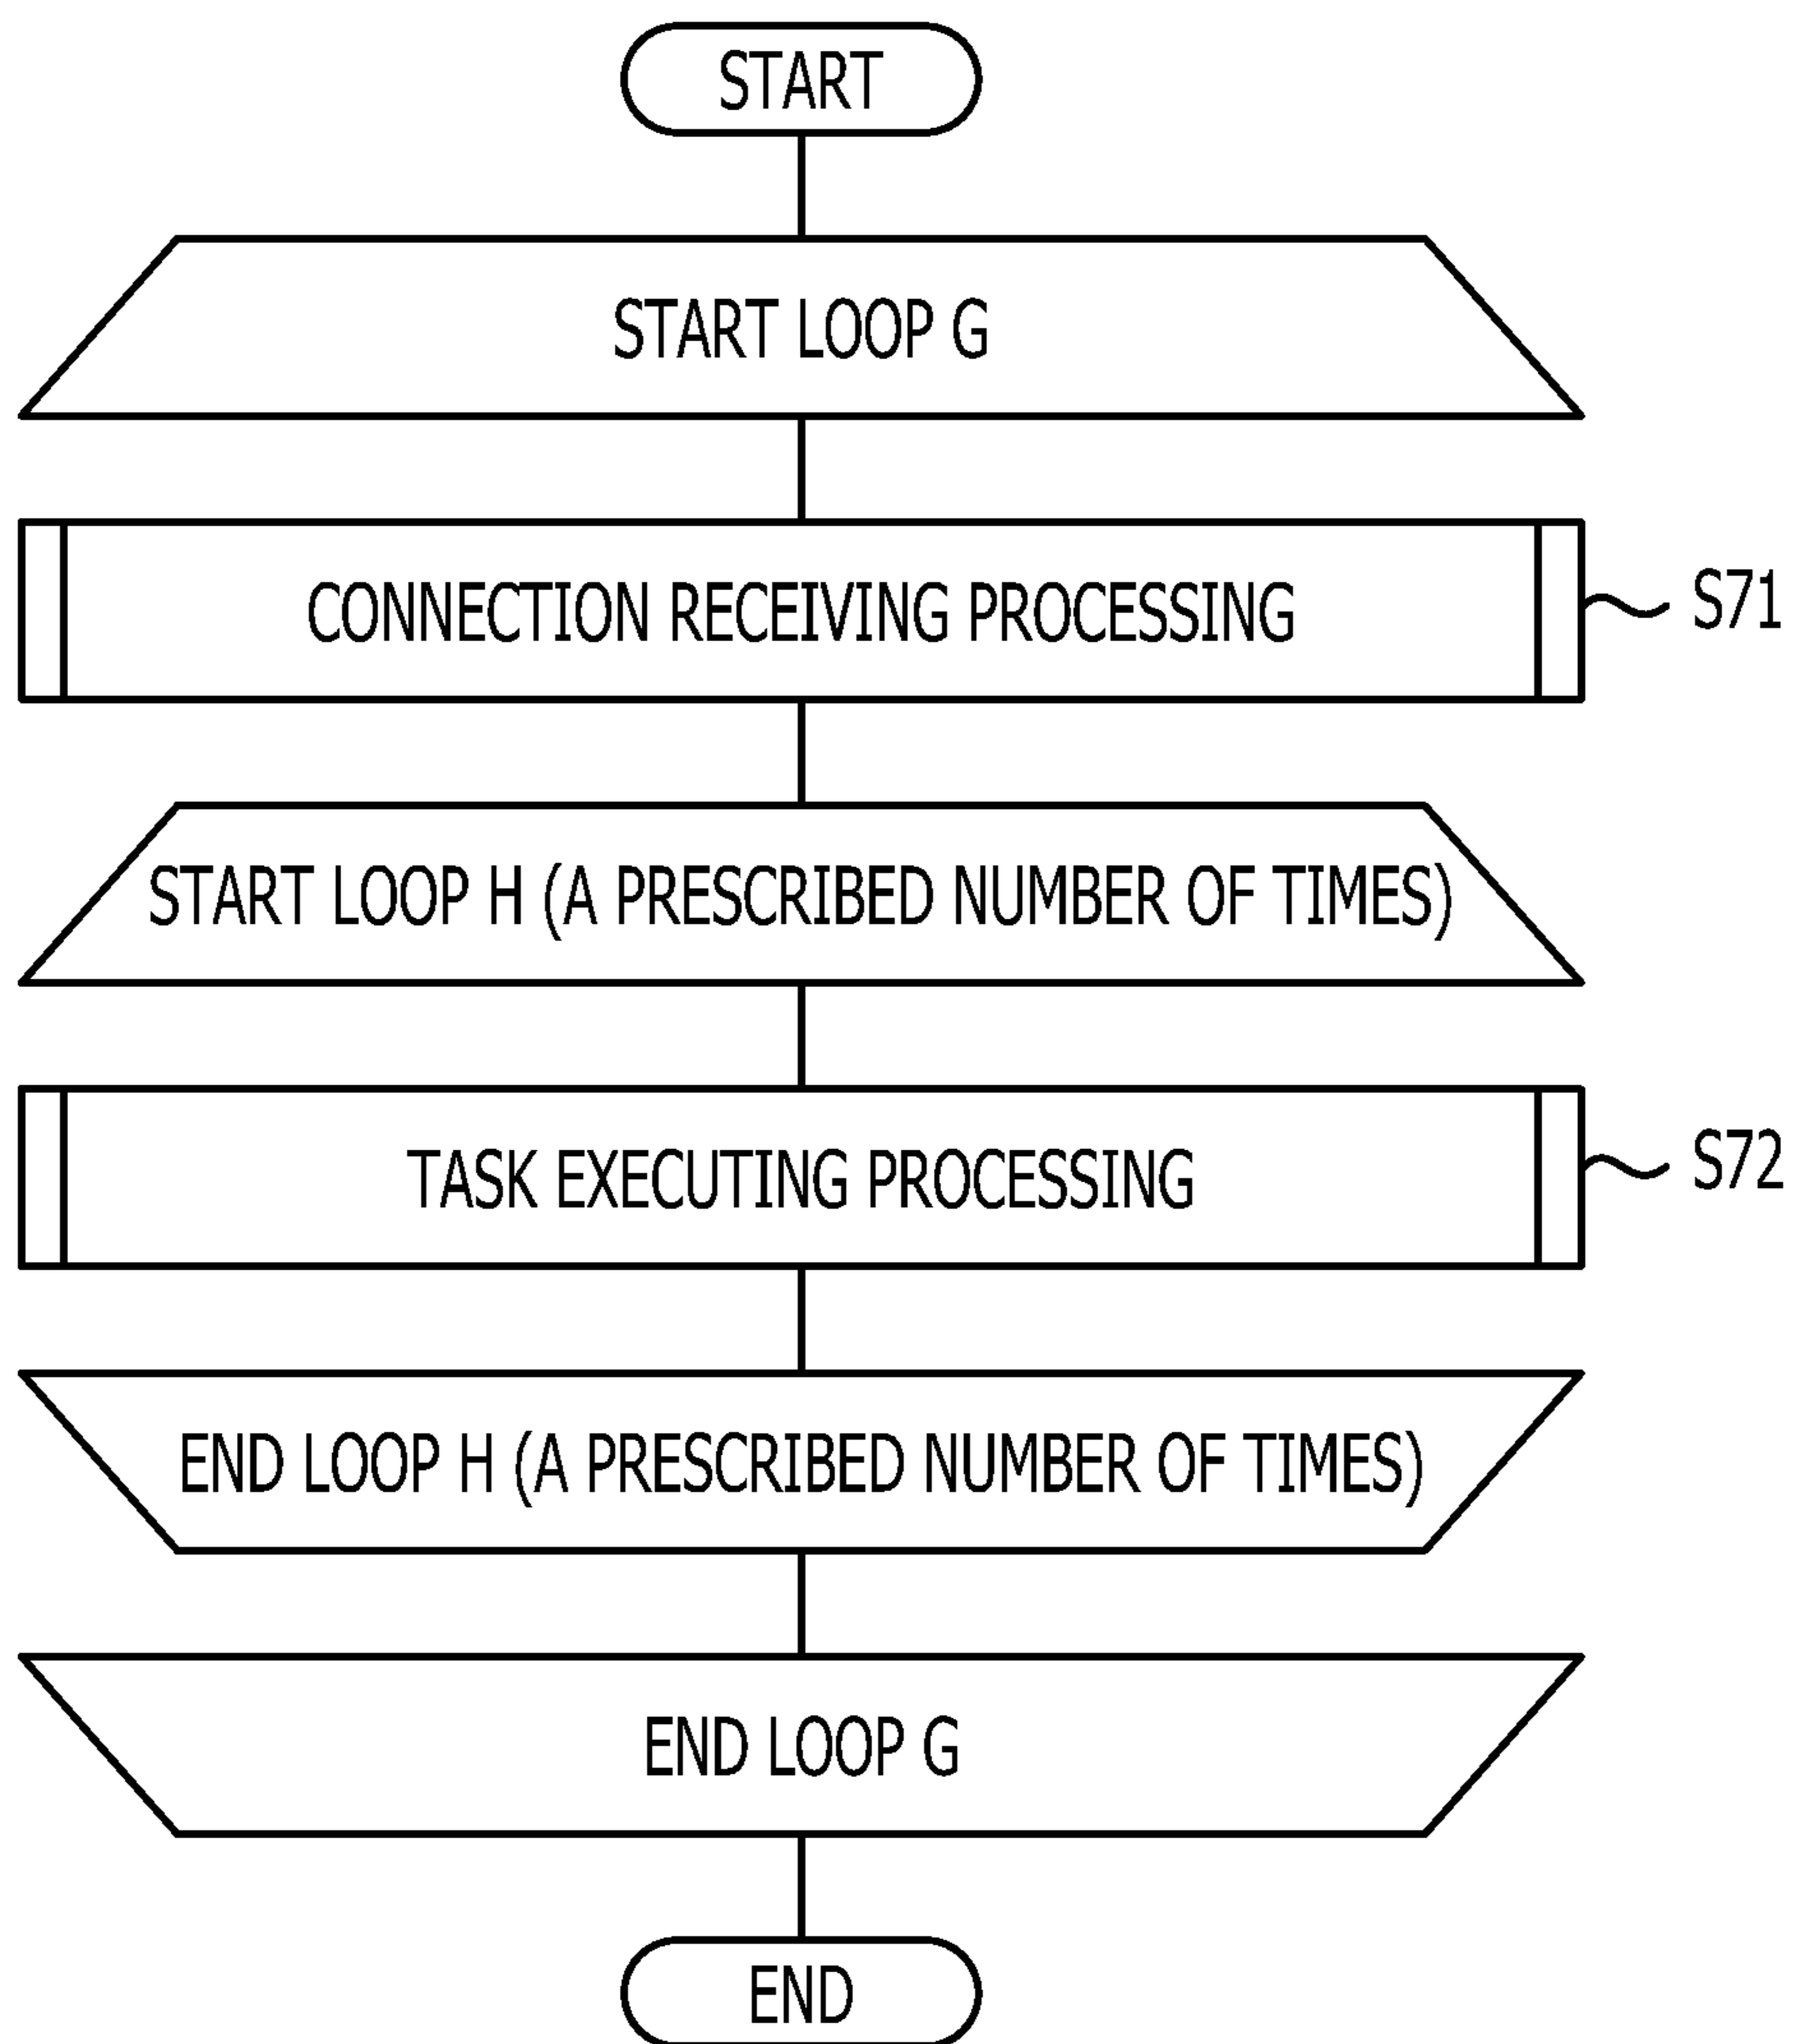 START
START LOOP G
CONNECTION RECEIVING PROCESSING
S71
START LOOP H (A PRESCRIBED NUMBER OF TIMES)
TASK EXECUTING PROCESSING
S72
END LOOP H (A PRESCRIBED NUMBER OF TIMES)
END LOOP G
END